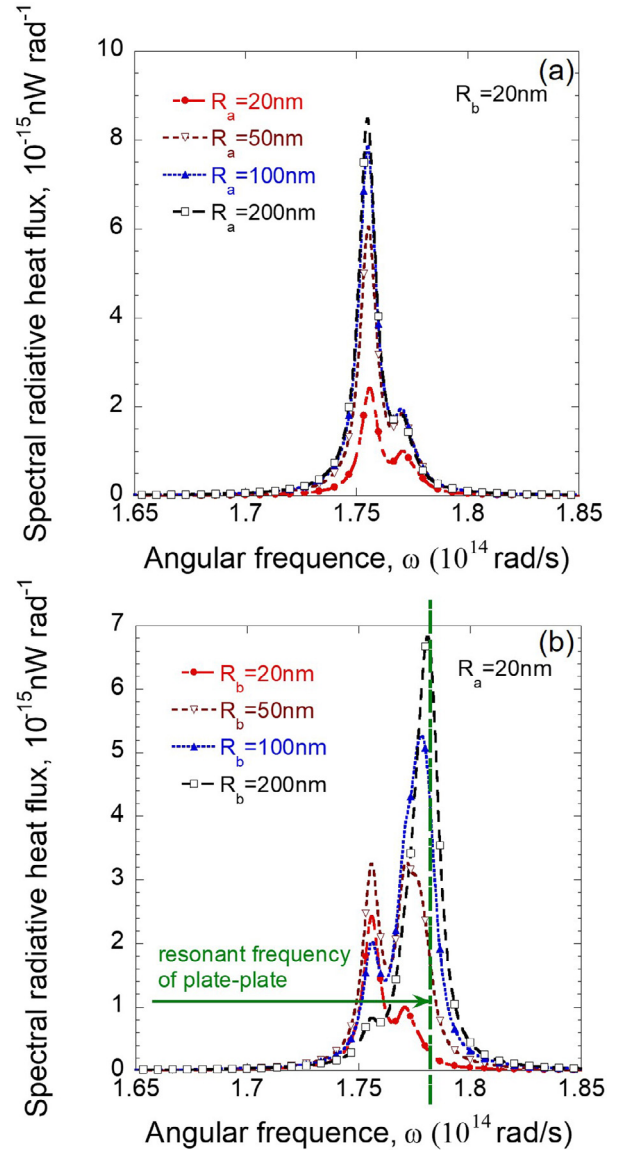 (a)
R_b=20nm
R_a=20nm
R_a=50nm
R_a=100nm
R_a=200nm
Spectral radiative heat flux, 10^-15 nW rad^-1
8
6
4
2
0
1.65 1.7 1.75 1.8 1.85
Angular frequence, ω (10^14 rad/s)
(b)
R_a=20nm
R_b=20nm
R_b=50nm
R_b=100nm
R_b=200nm
resonant frequency
of plate-plate
Spectral radiative heat flux, 10^-15 nW rad^-1
7
6
5
4
3
2
1
0
1.65 1.7 1.75 1.8 1.85
Angular frequence, ω (10^14 rad/s)